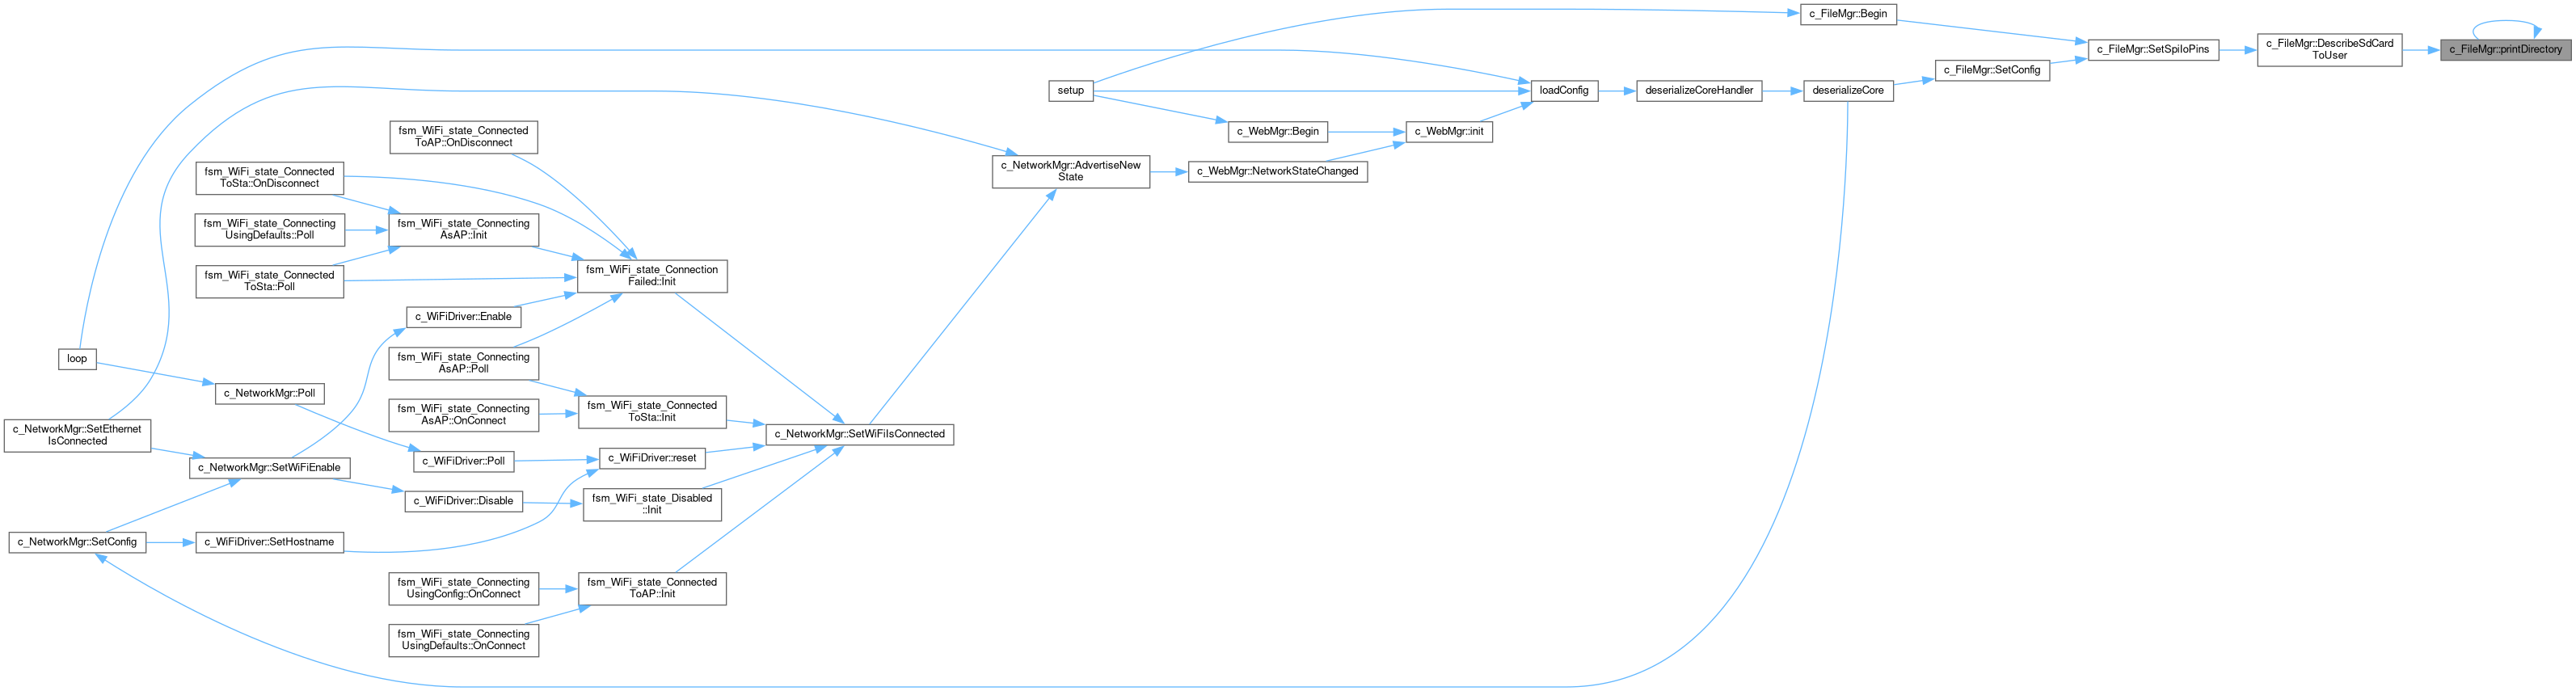 c_FileMgr::Begin
c_FileMgr::printDirectory
c_FileMgr::DescribeSdCard
ToUser
c_FileMgr::SetSpiIoPins
c_FileMgr::SetConfig
deserializeCore
deserializeCoreHandler
loadConfig
setup
c_WebMgr::Begin
c_WebMgr::init
c_WebMgr::NetworkStateChanged
c_NetworkMgr::AdvertiseNew
State
fsm_WiFi_state_Connected
ToAP::OnDisconnect
fsm_WiFi_state_Connected
ToSta::OnDisconnect
fsm_WiFi_state_Connecting
UsingDefaults::Poll
fsm_WiFi_state_Connecting
AsAP::Init
fsm_WiFi_state_Connected
ToSta::Poll
fsm_WiFi_state_Connection
Failed::Init
c_WiFiDriver::Enable
fsm_WiFi_state_Connecting
AsAP::Poll
loop
c_NetworkMgr::Poll
fsm_WiFi_state_Connecting
AsAP::OnConnect
fsm_WiFi_state_Connected
ToSta::Init
c_NetworkMgr::SetEthernet
IsConnected
c_NetworkMgr::SetWiFiIsConnected
c_NetworkMgr::SetWiFiEnable
c_WiFiDriver::Poll
c_WiFiDriver::reset
c_WiFiDriver::Disable
fsm_WiFi_state_Disabled
::Init
c_NetworkMgr::SetConfig
c_WiFiDriver::SetHostname
fsm_WiFi_state_Connecting
UsingConfig::OnConnect
fsm_WiFi_state_Connected
ToAP::Init
fsm_WiFi_state_Connecting
UsingDefaults::OnConnect